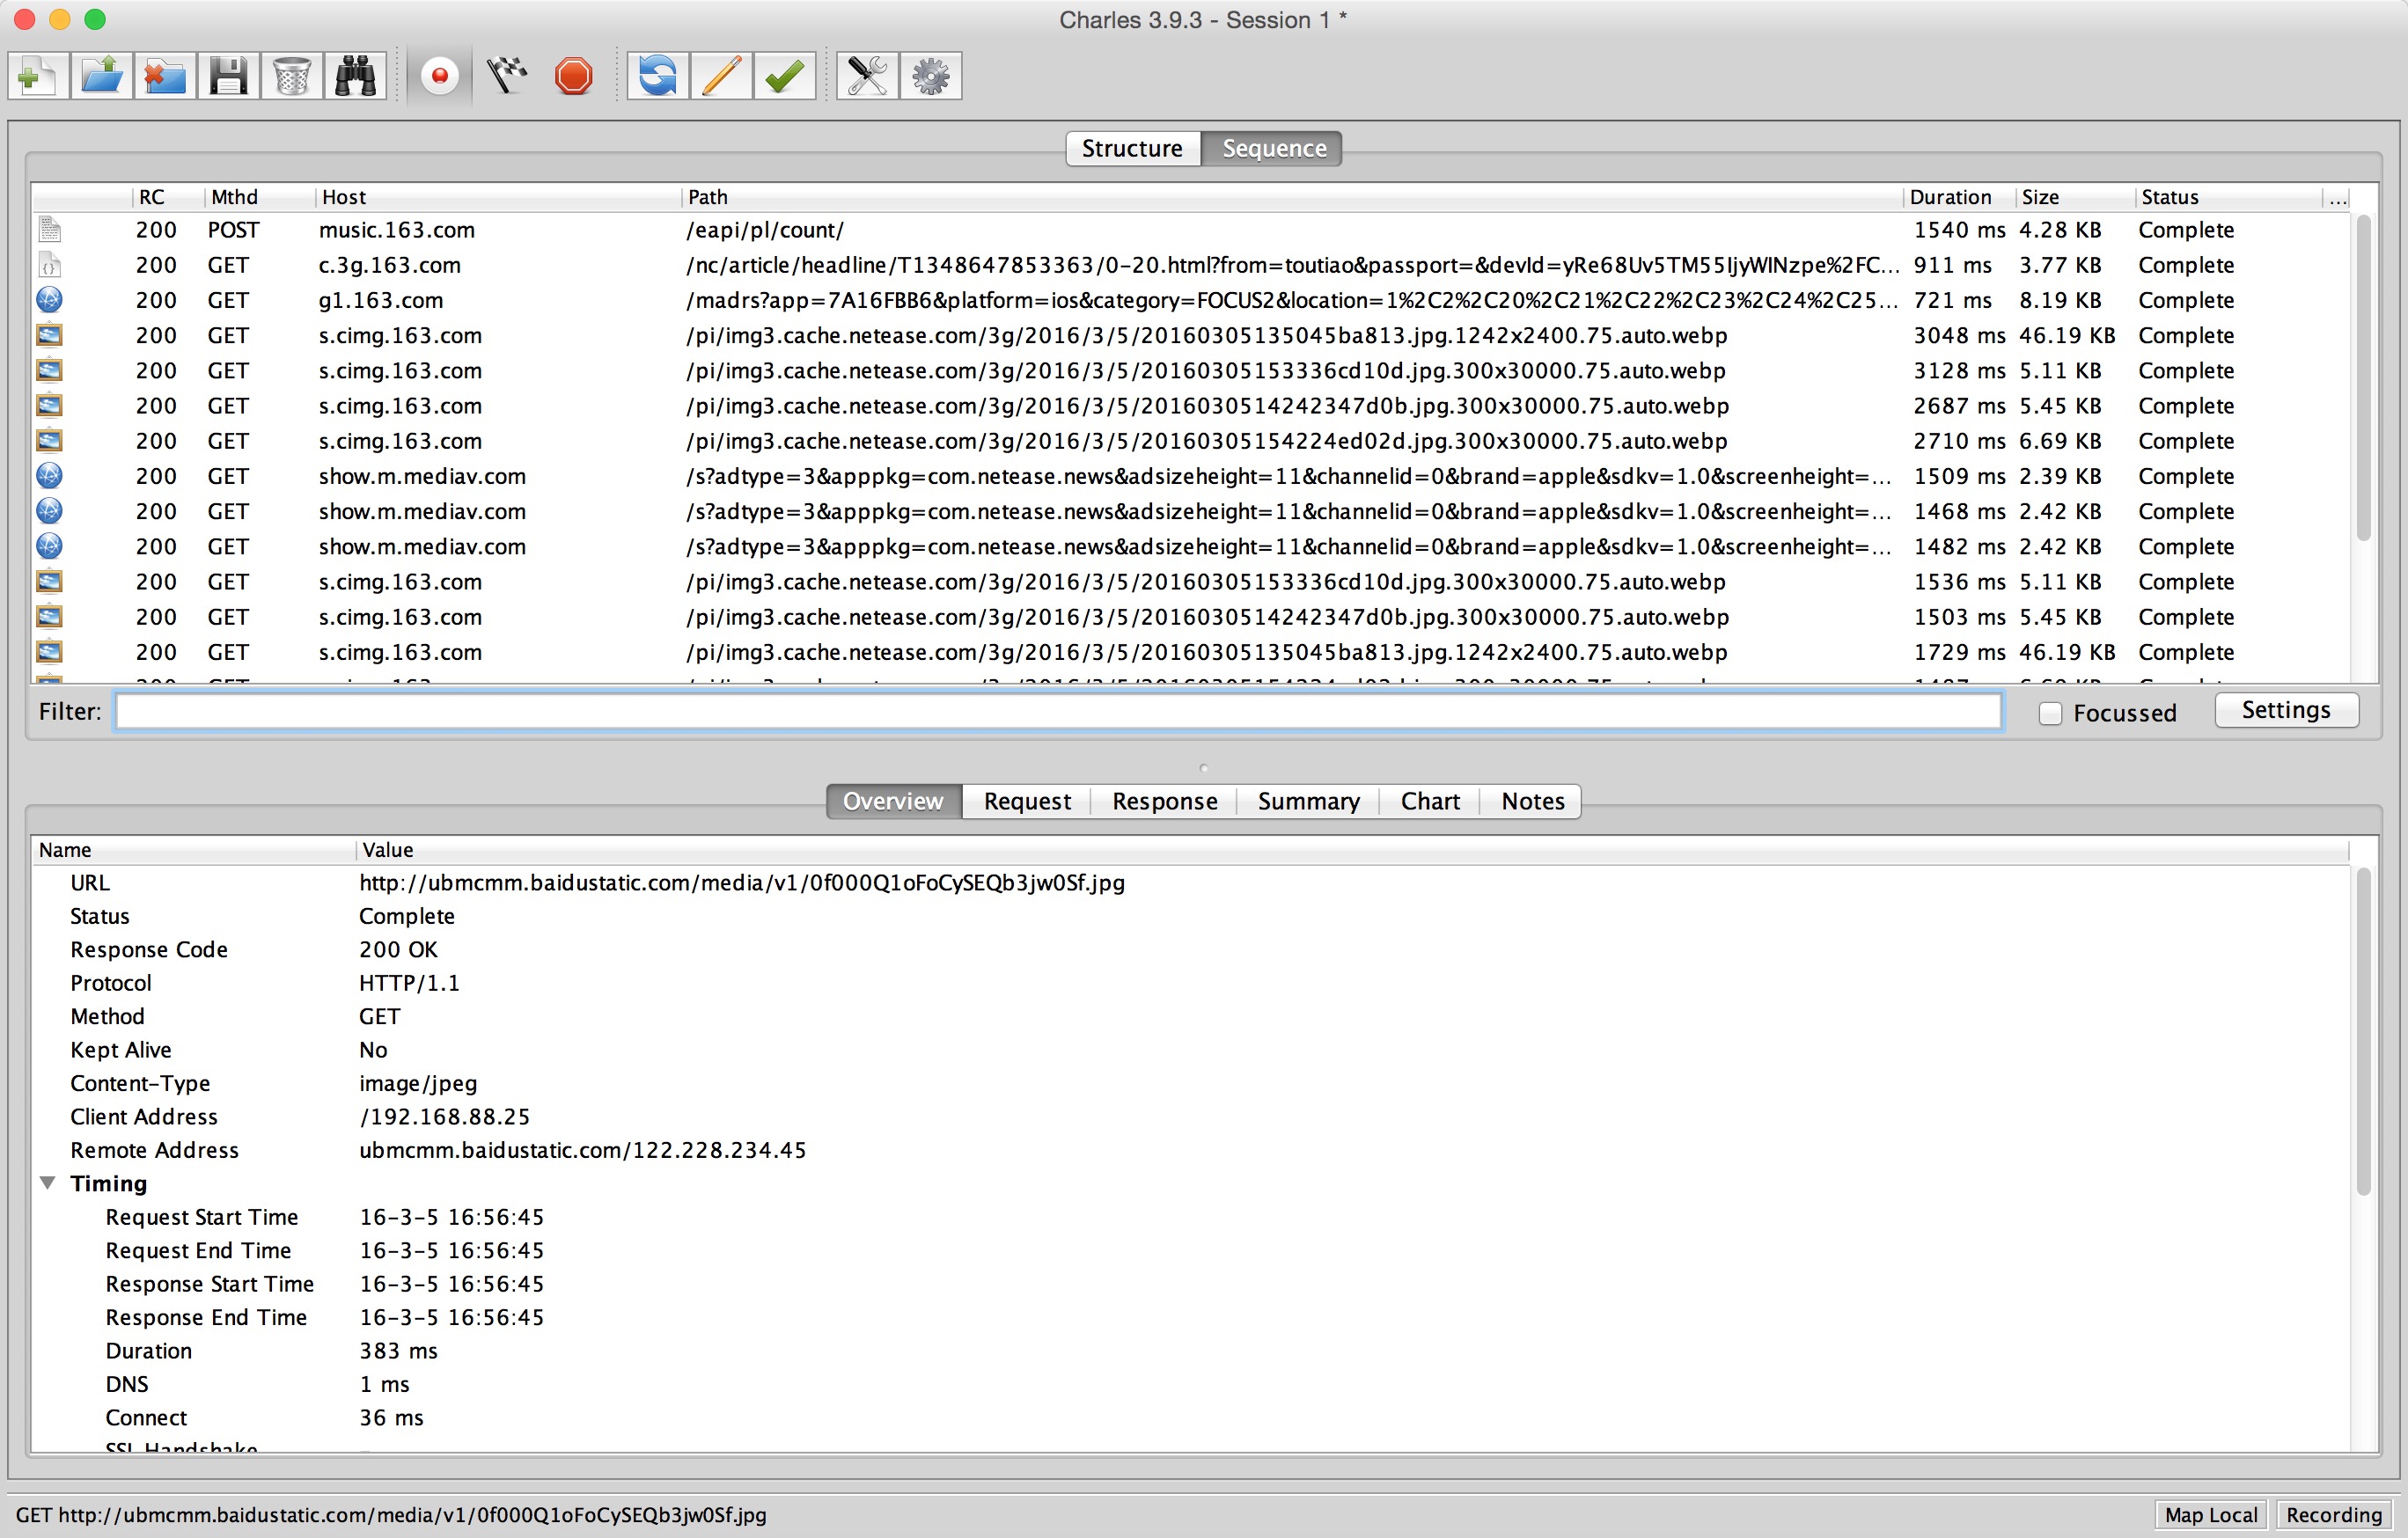 Charles 3.9.3 - Session 1 *
Structure Sequence
RC Mthd Host Path Duration Size Status ...
200 POST music.163.com /eapi/pl/count/ 1540 ms 4.28 KB Complete
200 GET c.3g.163.com /nc/article/headline/T1348647853363/0-20.html?from=toutiao&passport=&devId=yRe68Uv5TM55IjyWINzpe%2FC... 911 ms 3.77 KB Complete
200 GET g1.163.com /madrs?app=7A16FBB6&platform=ios&category=FOCUS2&location=1%2C2%2C20%2C21%2C22%2C23%2C24%2C25... 721 ms 8.19 KB Complete
200 GET s.cimg.163.com /pi/img3.cache.netease.com/3g/2016/3/5/20160305135045ba813.jpg.1242x2400.75.auto.webp 3048 ms 46.19 KB Complete
200 GET s.cimg.163.com /pi/img3.cache.netease.com/3g/2016/3/5/20160305153336cd10d.jpg.300x30000.75.auto.webp 3128 ms 5.11 KB Complete
200 GET s.cimg.163.com /pi/img3.cache.netease.com/3g/2016/3/5/2016030514242347d0b.jpg.300x30000.75.auto.webp 2687 ms 5.45 KB Complete
200 GET s.cimg.163.com /pi/img3.cache.netease.com/3g/2016/3/5/20160305154224ed02d.jpg.300x30000.75.auto.webp 2710 ms 6.69 KB Complete
200 GET show.m.mediav.com /s?adtype=3&apppkg=com.netease.news&adsizeheight=11&channelid=0&brand=apple&sdkv=1.0&screenheight=... 1509 ms 2.39 KB Complete
200 GET show.m.mediav.com /s?adtype=3&apppkg=com.netease.news&adsizeheight=11&channelid=0&brand=apple&sdkv=1.0&screenheight=... 1468 ms 2.42 KB Complete
200 GET show.m.mediav.com /s?adtype=3&apppkg=com.netease.news&adsizeheight=11&channelid=0&brand=apple&sdkv=1.0&screenheight=... 1482 ms 2.42 KB Complete
200 GET s.cimg.163.com /pi/img3.cache.netease.com/3g/2016/3/5/20160305153336cd10d.jpg.300x30000.75.auto.webp 1536 ms 5.11 KB Complete
200 GET s.cimg.163.com /pi/img3.cache.netease.com/3g/2016/3/5/2016030514242347d0b.jpg.300x30000.75.auto.webp 1503 ms 5.45 KB Complete
200 GET s.cimg.163.com /pi/img3.cache.netease.com/3g/2016/3/5/20160305135045ba813.jpg.1242x2400.75.auto.webp 1729 ms 46.19 KB Complete
Filter: Focussed Settings
Overview Request Response Summary Chart Notes
Name Value
URL http://ubmcmm.baidustatic.com/media/v1/0f000Q1oFoCySEQb3jw0Sf.jpg
Status Complete
Response Code 200 OK
Protocol HTTP/1.1
Method GET
Kept Alive No
Content-Type image/jpeg
Client Address /192.168.88.25
Remote Address ubmcmm.baidustatic.com/122.228.234.45
Timing
Request Start Time 16-3-5 16:56:45
Request End Time 16-3-5 16:56:45
Response Start Time 16-3-5 16:56:45
Response End Time 16-3-5 16:56:45
Duration 383 ms
DNS 1 ms
Connect 36 ms
SSL Handshake -
GET http://ubmcmm.baidustatic.com/media/v1/0f000Q1oFoCySEQb3jw0Sf.jpg Map Local Recording